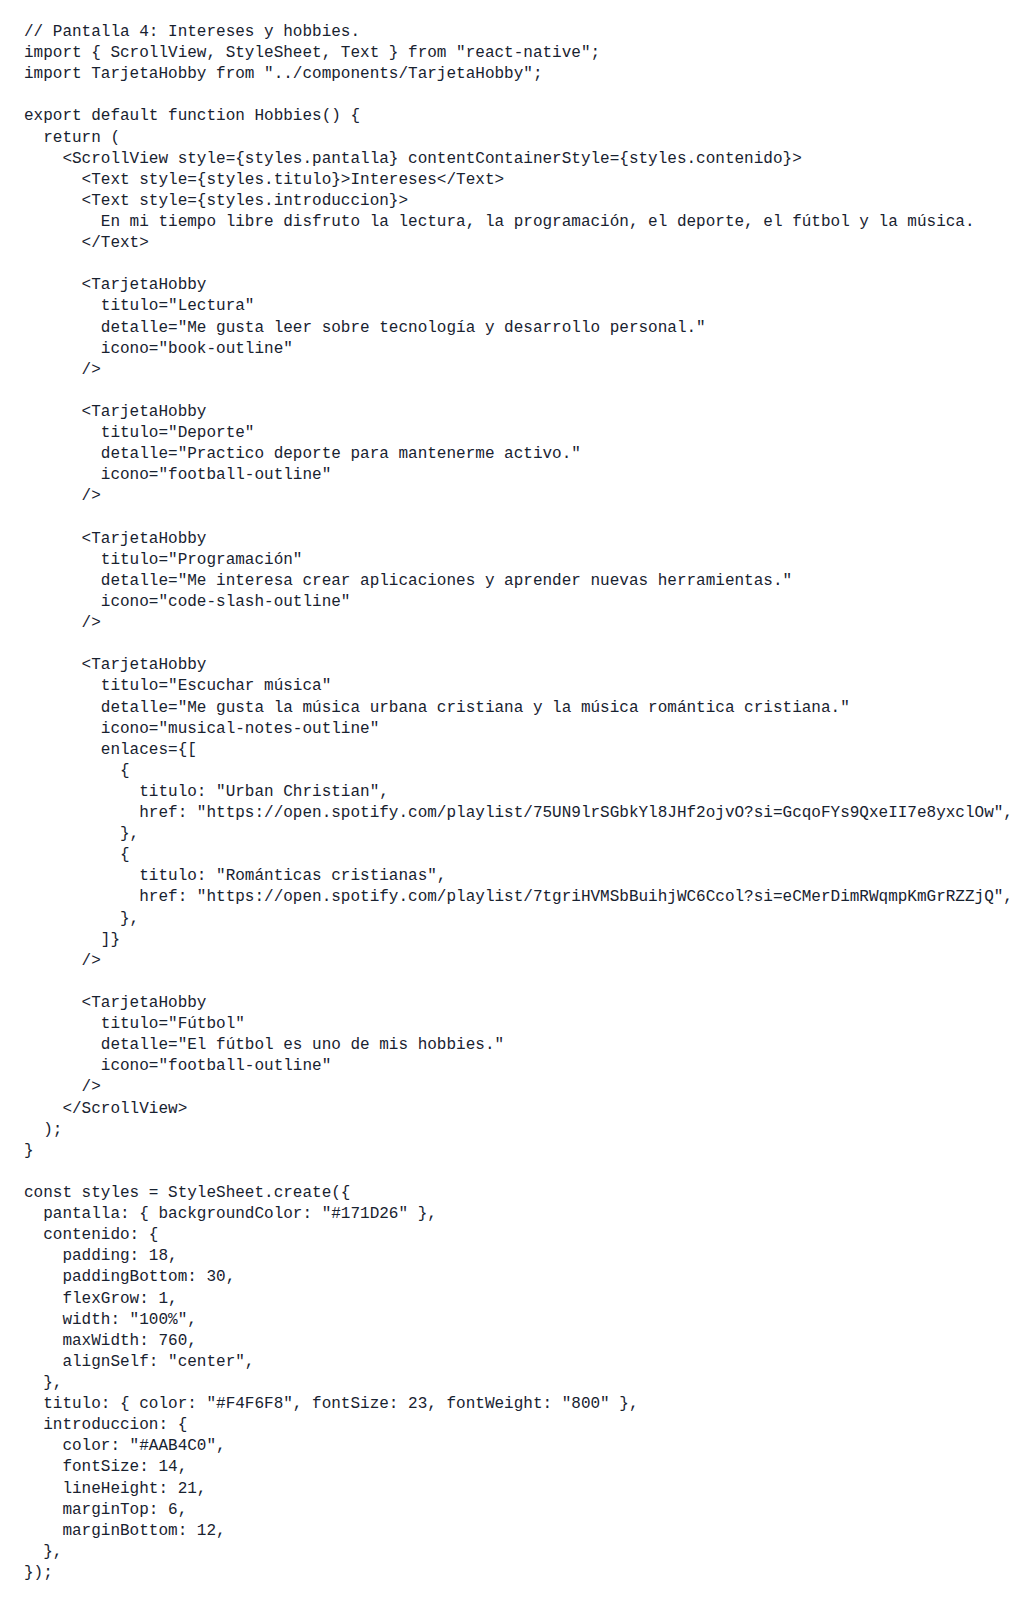 // Pantalla 4: Intereses y hobbies.
import { ScrollView, StyleSheet, Text } from "react-native";
import TarjetaHobby from "../components/TarjetaHobby";

export default function Hobbies() {
  return (
    <ScrollView style={styles.pantalla} contentContainerStyle={styles.contenido}>
      <Text style={styles.titulo}>Intereses</Text>
      <Text style={styles.introduccion}>
        En mi tiempo libre disfruto la lectura, la programación, el deporte, el fútbol y la música.
      </Text>

      <TarjetaHobby
        titulo="Lectura"
        detalle="Me gusta leer sobre tecnología y desarrollo personal."
        icono="book-outline"
      />

      <TarjetaHobby
        titulo="Deporte"
        detalle="Practico deporte para mantenerme activo."
        icono="football-outline"
      />

      <TarjetaHobby
        titulo="Programación"
        detalle="Me interesa crear aplicaciones y aprender nuevas herramientas."
        icono="code-slash-outline"
      />

      <TarjetaHobby
        titulo="Escuchar música"
        detalle="Me gusta la música urbana cristiana y la música romántica cristiana."
        icono="musical-notes-outline"
        enlaces={[
          {
            titulo: "Urban Christian",
            href: "https://open.spotify.com/playlist/75UN9lrSGbkYl8JHf2ojvO?si=GcqoFYs9QxeII7e8yxclOw",
          },
          {
            titulo: "Románticas cristianas",
            href: "https://open.spotify.com/playlist/7tgriHVMSbBuihjWC6Ccol?si=eCMerDimRWqmpKmGrRZZjQ",
          },
        ]}
      />

      <TarjetaHobby
        titulo="Fútbol"
        detalle="El fútbol es uno de mis hobbies."
        icono="football-outline"
      />
    </ScrollView>
  );
}

const styles = StyleSheet.create({
  pantalla: { backgroundColor: "#171D26" },
  contenido: {
    padding: 18,
    paddingBottom: 30,
    flexGrow: 1,
    width: "100%",
    maxWidth: 760,
    alignSelf: "center",
  },
  titulo: { color: "#F4F6F8", fontSize: 23, fontWeight: "800" },
  introduccion: {
    color: "#AAB4C0",
    fontSize: 14,
    lineHeight: 21,
    marginTop: 6,
    marginBottom: 12,
  },
});